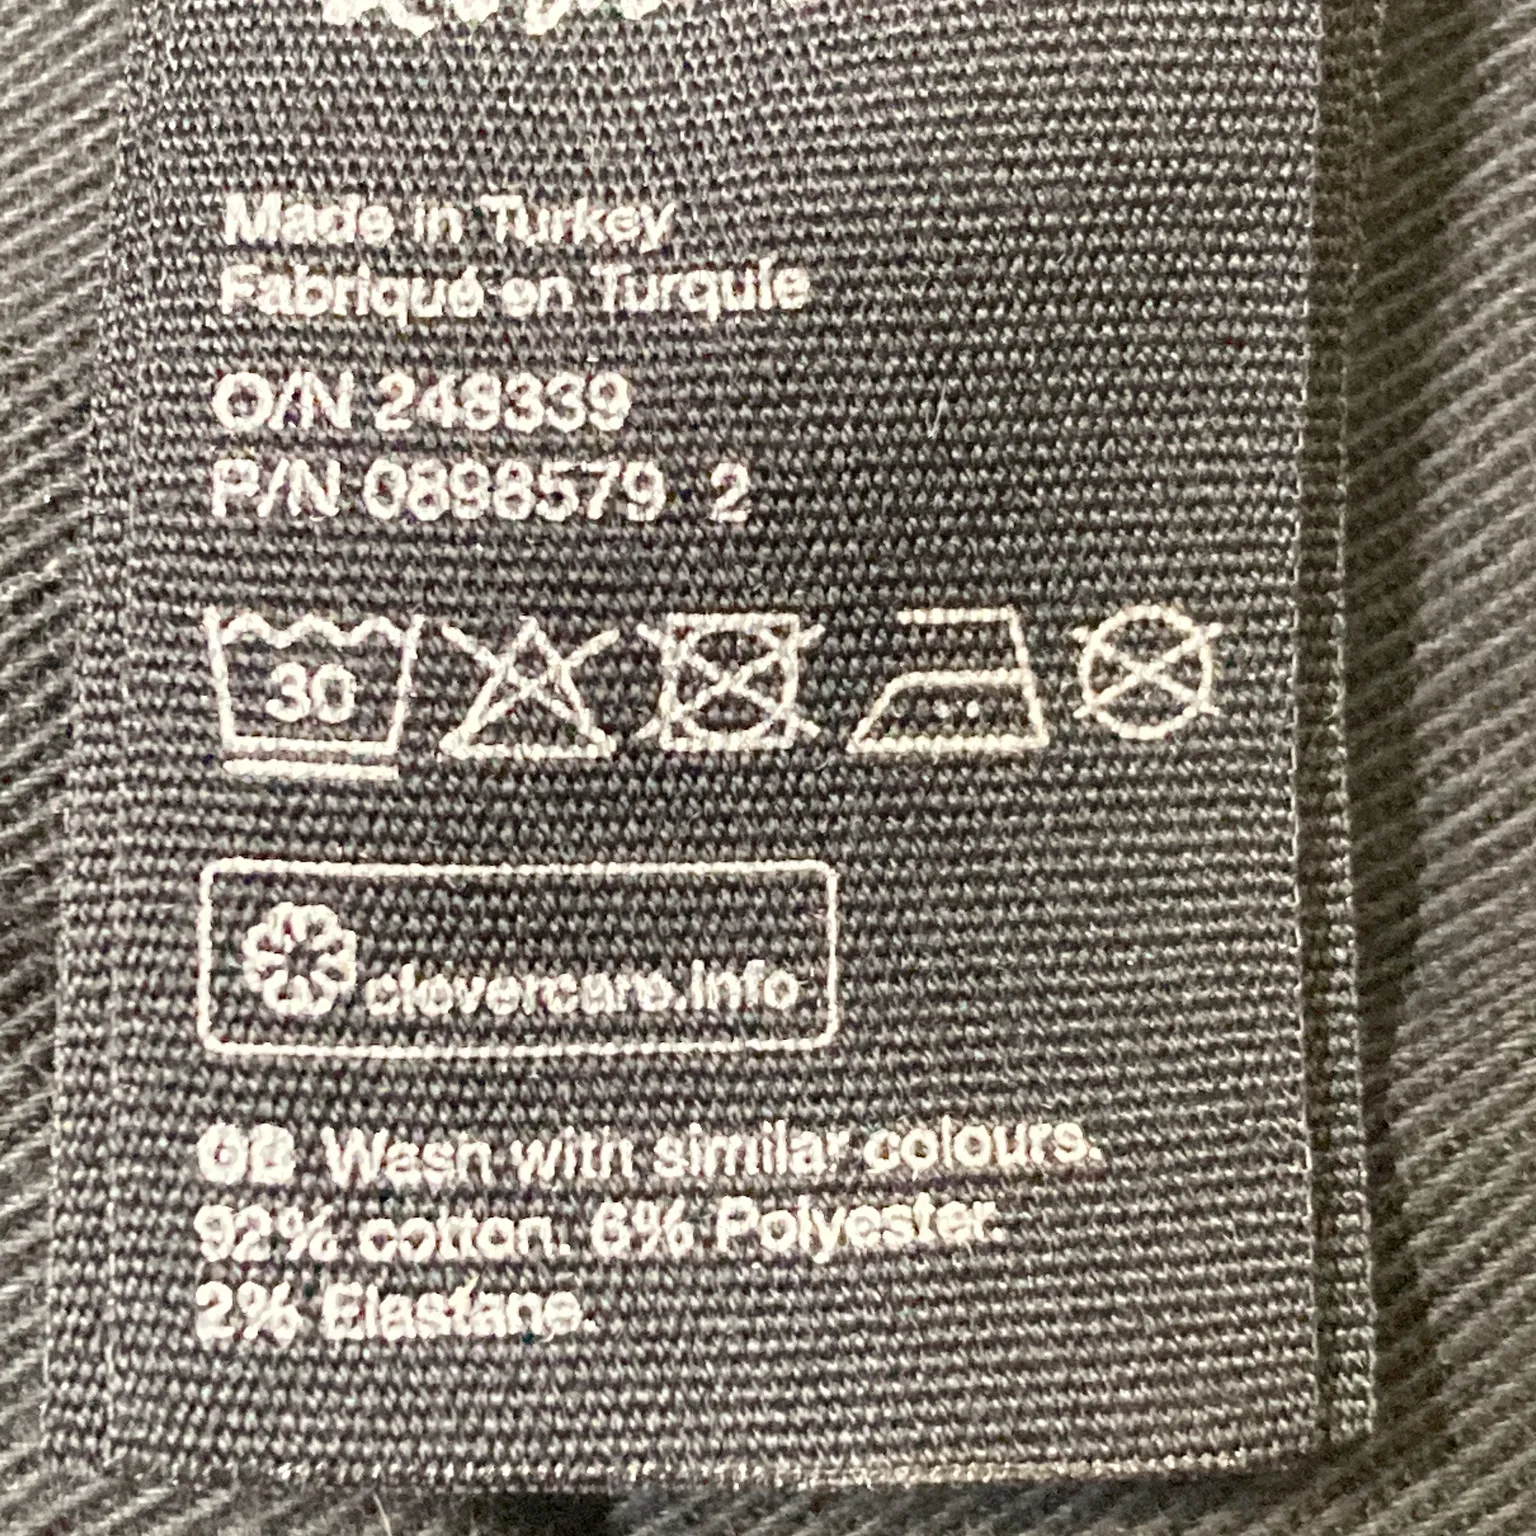 Made in Turkey
Fabriqué en Turquie
O/N 248339
P/N 0898579 2
30
clovercare.info
GB Wash with similar colours.
92% cotton. 6% Polyester.
2% Elastane.